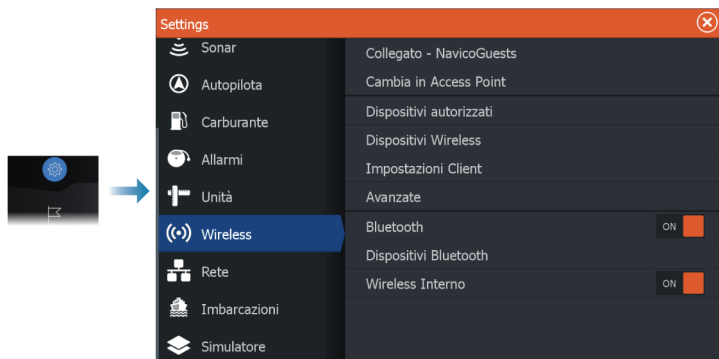 Settings
Sonar
Autopilota
Carburante
Allarmi
Unità
Wireless
Rete
Imbarcazioni
Simulatore
Collegato - NavicoGuests
Cambia in Access Point
Dispositivi autorizzati
Dispositivi Wireless
Impostazioni Client
Avanzate
Bluetooth ON
Dispositivi Bluetooth
Wireless Interno ON